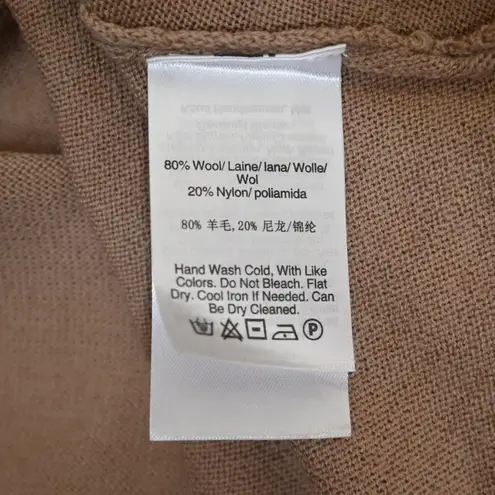 80% Wool/ Laine/ lana/ Wolle/
Wol
20% Nylon/ poliamida
80% 羊毛,20% 尼龙/锦纶
Hand Wash Cold, With Like
Colors. Do Not Bleach. Flat
Dry. Cool Iron If Needed. Can
Be Dry Cleaned.
P